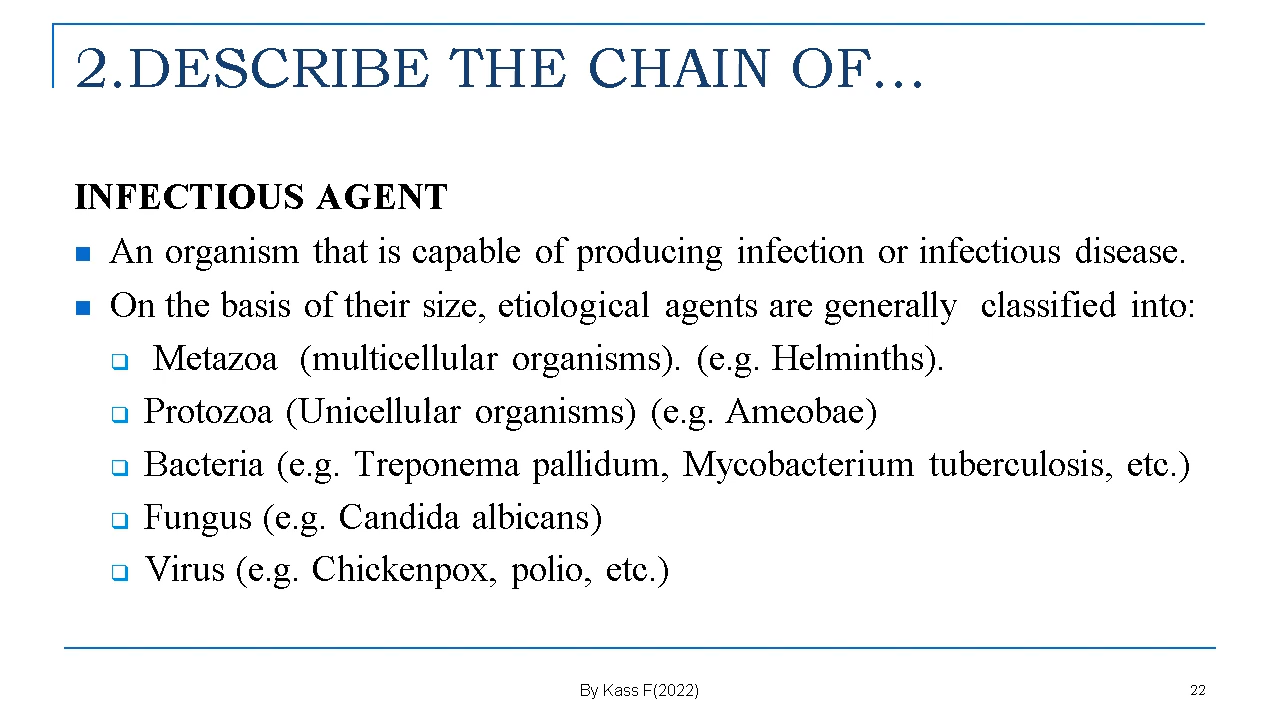 2.DESCRIBE THE CHAIN OF…
INFECTIOUS AGENT
An organism that is capable of producing infection or infectious disease.
On the basis of their size, etiological agents are generally classified into:
Metazoa (multicellular organisms). (e.g. Helminths).
Protozoa (Unicellular organisms) (e.g. Ameobae)
Bacteria (e.g. Treponema pallidum, Mycobacterium tuberculosis, etc.)
Fungus (e.g. Candida albicans)
Virus (e.g. Chickenpox, polio, etc.)
By Kass F(2022)
22